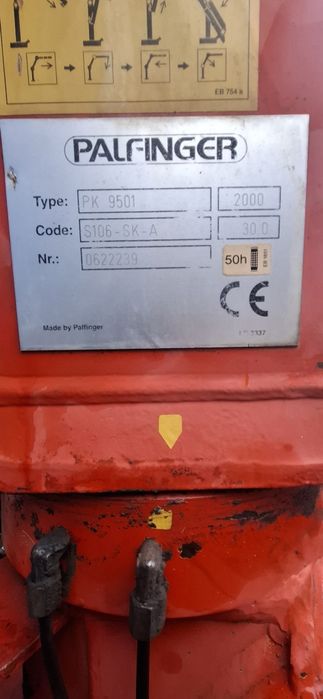 EB 754 a
PALFINGER
Type: PK 9501 2000
Code: S106-SK-A 30.0
Nr.: 0622239
50h
CE
Made by Palfinger